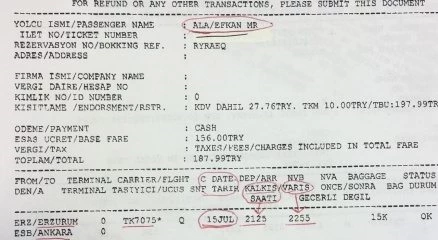 FOR REFUND OR ANY OTHER TRANSACTIONS, PLEASE SUBMIT THIS DOCUMENT
YOLCU ISMI/PASSENGER NAME : ALA/EFKAN MR
ILET NO/TICKET NUMBER :
REZERVASYON NO/BOKKING REF. : RYRAEQ
ADRES/ADDRESS :
FIRMA ISMI/COMPANY NAME :
VERGI DAIRE/HESAP NO :
KIMLIK NO/ID NUMBER : 0
KISITLAME /ENDORSMENT/RSTR. : KDV DAHIL 27.76TRY. TKM 10.00TRY/TBU:197.99TR
ODEME/PAYMENT : CASH
ESAS UCRET/BASE FARE : 156.00TRY
VERGI/TAX : TAXES/FEES/CHARGES INCLUDED IN TOTAL FARE
TOPLAM/TOTAL : 187.99TRY
FROM/TO TERMINAL CARRIER/FLGHT C DATE DEP/ARR NVB NVA BAGGAGE STATUS
DEN/A TERMINAL TASIYICI/UCUS SNF TARIH KALKIS/VARIS ONCE/SONRA BAG DURUM
SAATI GECERLI DEGIL
ERZ/ERZURUM 0 TK7075* Q 15JUL 2125 2255 15K OK
ESB/ANKARA 0